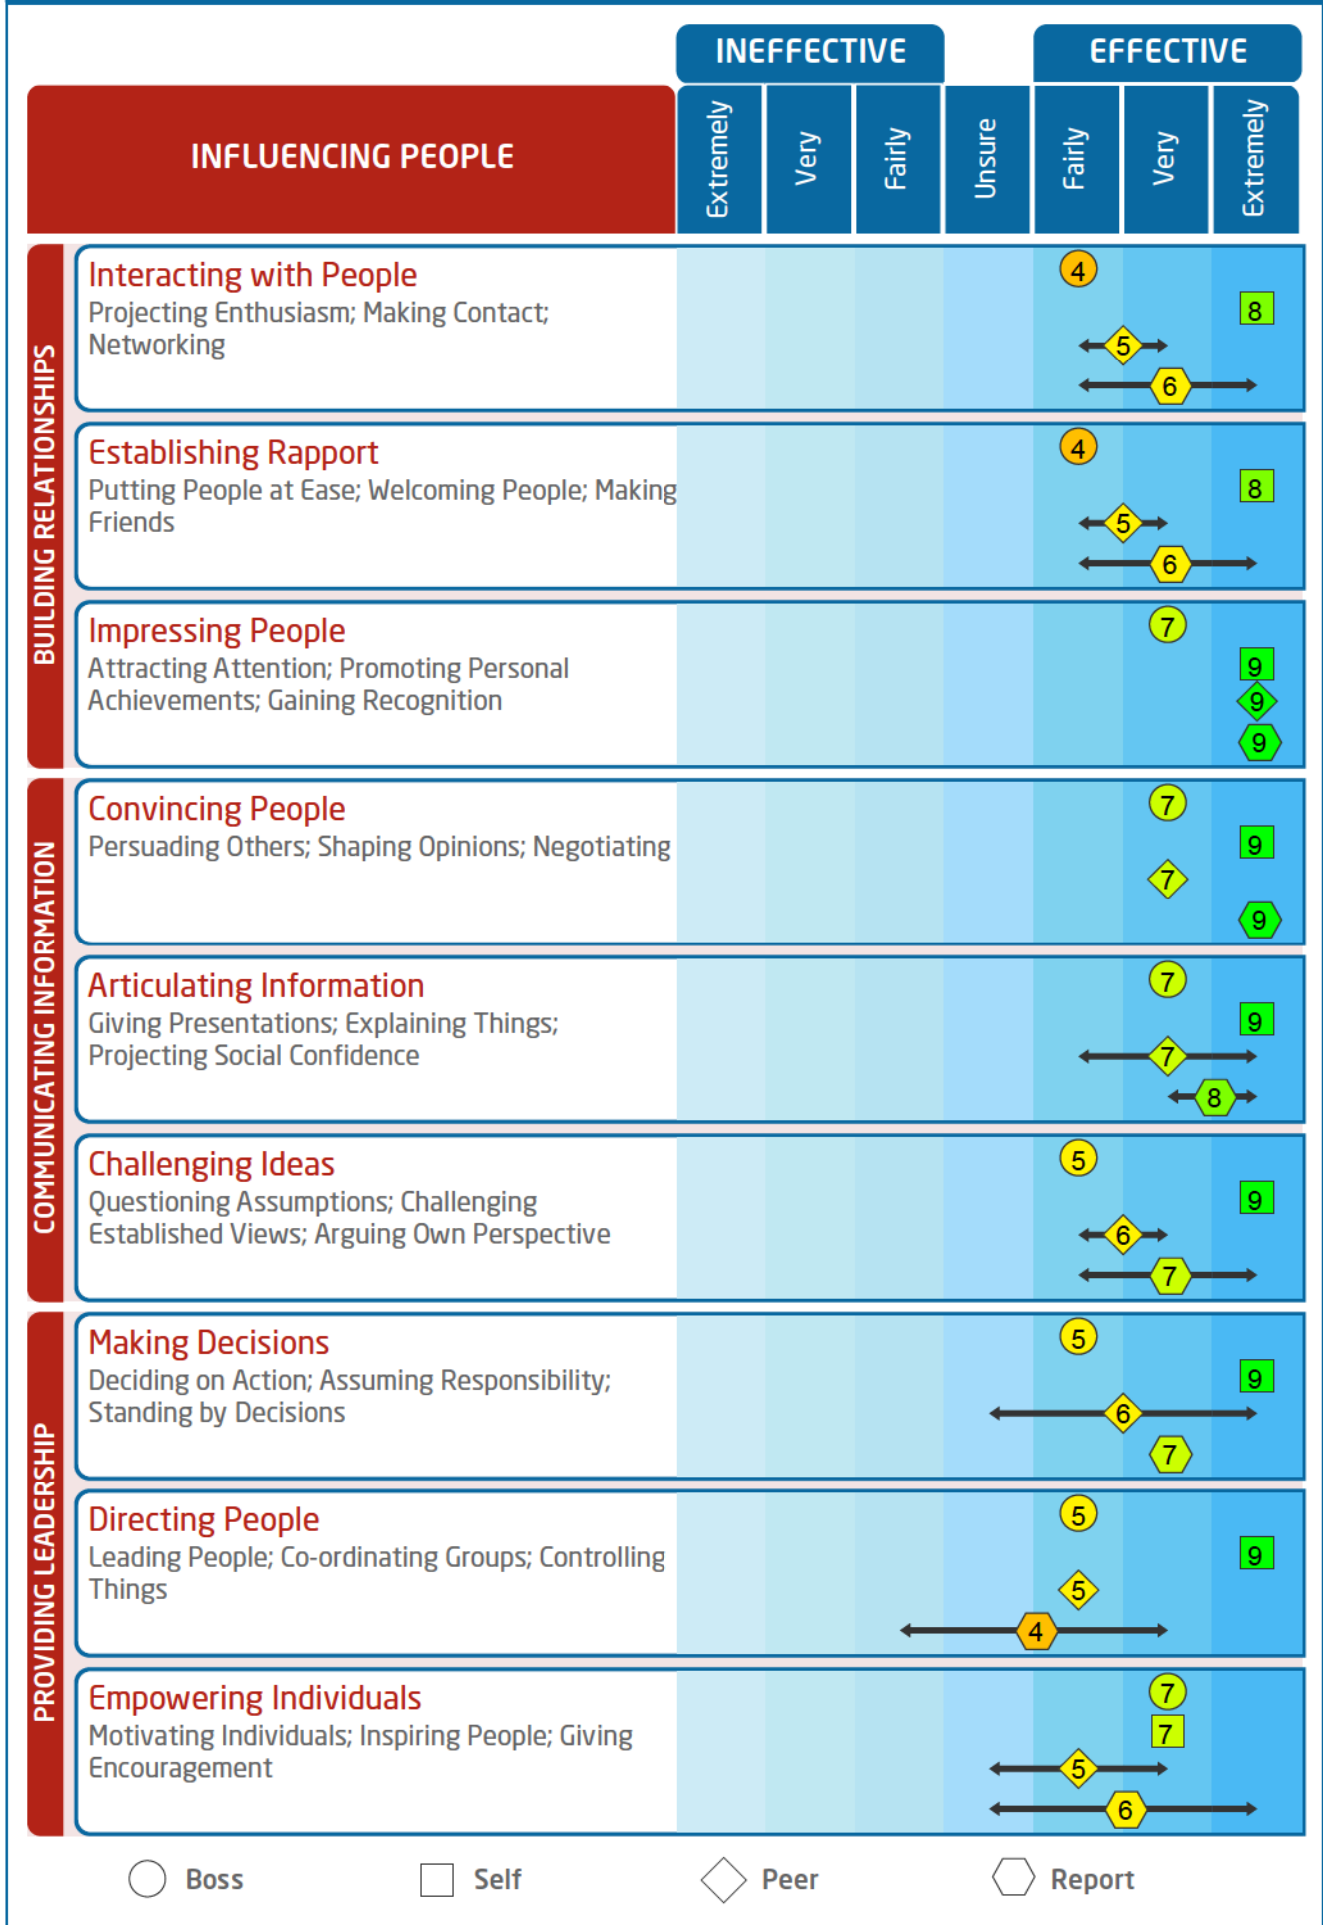 INEFFECTIVE
EFFECTIVE
INFLUENCING PEOPLE
Extremely
Very
Fairly
Unsure
Fairly
Very
Extremely
BUILDING RELATIONSHIPS
Interacting with People
Projecting Enthusiasm; Making Contact;
Networking
4
8
5
6
Establishing Rapport
Putting People at Ease; Welcoming People; Making
Friends
4
8
5
6
Impressing People
Attracting Attention; Promoting Personal
Achievements; Gaining Recognition
7
9
9
9
COMMUNICATING INFORMATION
Convincing People
Persuading Others; Shaping Opinions; Negotiating
7
9
7
9
Articulating Information
Giving Presentations; Explaining Things;
Projecting Social Confidence
7
9
7
8
Challenging Ideas
Questioning Assumptions; Challenging
Established Views; Arguing Own Perspective
5
9
6
7
PROVIDING LEADERSHIP
Making Decisions
Deciding on Action; Assuming Responsibility;
Standing by Decisions
5
9
6
7
Directing People
Leading People; Co-ordinating Groups; Controlling
Things
5
9
5
4
Empowering Individuals
Motivating Individuals; Inspiring People; Giving
Encouragement
7
7
5
6
Boss
Self
Peer
Report